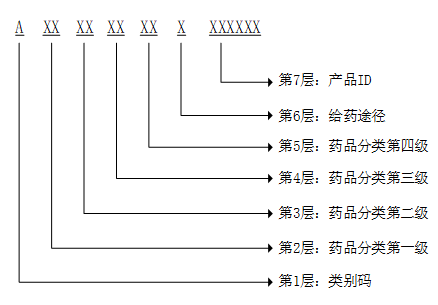 A XX XX XX XX X XXXXXX
第7层：产品ID
第6层：给药途径
第5层：药品分类第四级
第4层：药品分类第三级
第3层：药品分类第二级
第2层：药品分类第一级
第1层：类别码